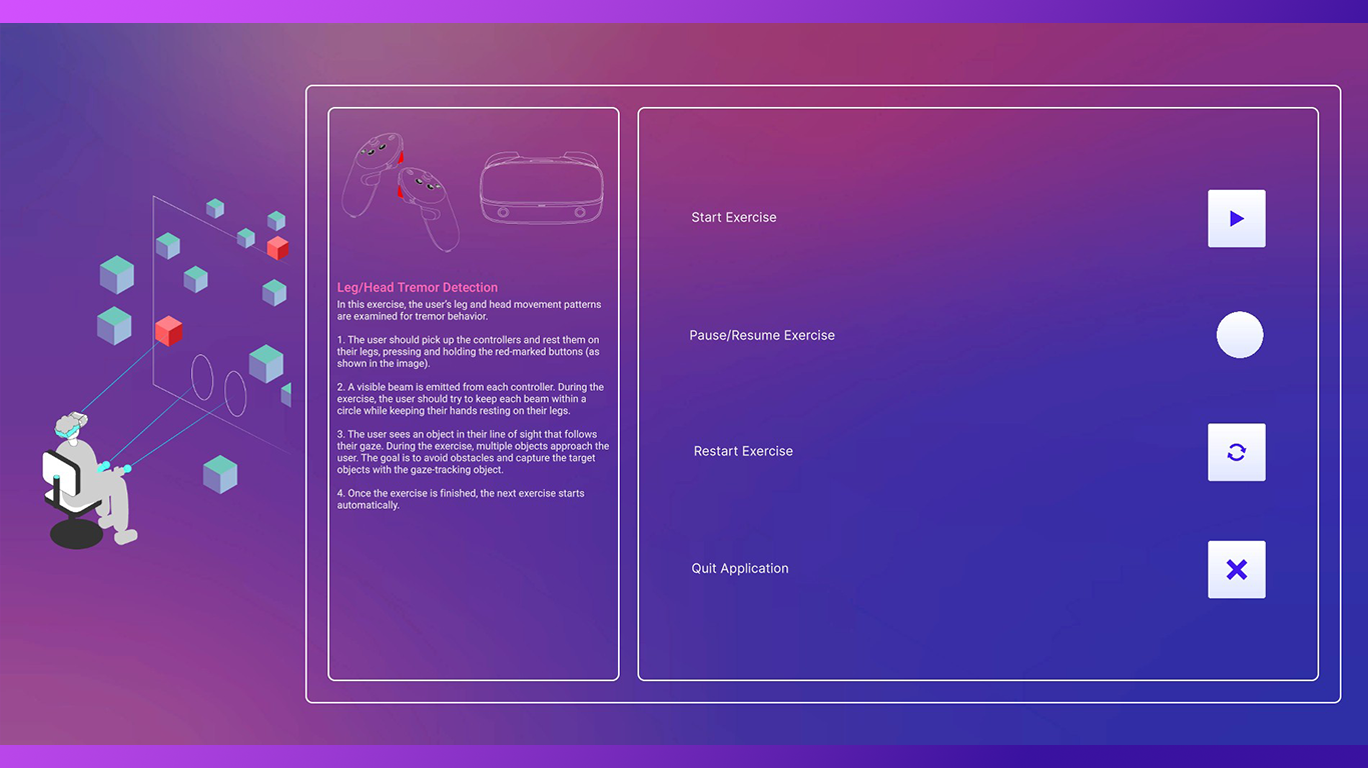 Leg/Head Tremor Detection
In this exercise, the user's leg and head movement patterns
are examined for tremor behavior.
1. The user should pick up the controllers and rest them on
their legs, pressing and holding the red-marked buttons (as
shown in the image).
2. A visible beam is emitted from each controller. During the
exercise, the user should try to keep each beam within a
circle while keeping their hands resting on their legs.
3. The user sees an object in their line of sight that follows
their gaze. During the exercise, multiple objects approach the
user. The goal is to avoid obstacles and capture the target
objects with the gaze-tracking object.
4. Once the exercise is finished, the next exercise starts
automatically.
Start Exercise
Pause/Resume Exercise
Restart Exercise
Quit Application